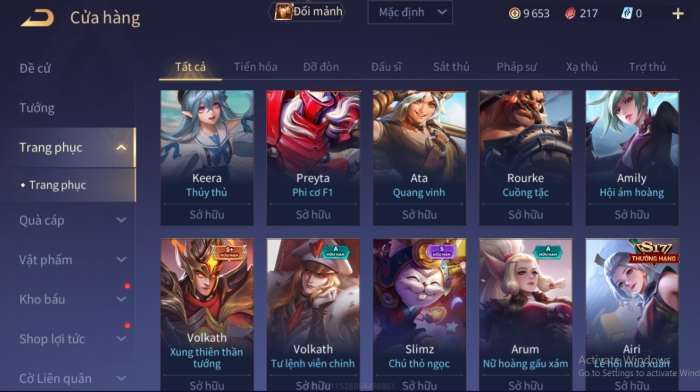 Cửa hàng
Đổi mảnh
Mặc định
9 653
217
0
Đề cử
Tướng
Trang phục
• Trang phục
Quà cáp
Vật phẩm
Kho báu
Shop lợi tức
Cờ Liên quân
Tất cả
Tiến hóa
Đỡ đòn
Đấu sĩ
Sát thủ
Pháp sư
Xạ thủ
Trợ thủ
Keera
Thủy thủ
Sở hữu
Preyta
Phi cơ F1
Sở hữu
Ata
Quang vinh
Sở hữu
Rourke
Cuồng tặc
Sở hữu
Amily
Hội ám hoàng
Sở hữu
S+
HỮU HẠN
Volkath
Xung thiên thần
tướng
Sở hữu
A
HỮU HẠN
Volkath
Tư lệnh viễn chinh
Sở hữu
S
HỮU HẠN
Slimz
Chú thỏ ngọc
Sở hữu
A
HỮU HẠN
Arum
Nữ hoàng gấu xám
Sở hữu
S17
THƯỞNG HẠNG
Airi
Lễ hội mùa xuân
Sở hữu
Activate Windows
Go to Settings to activate Wind